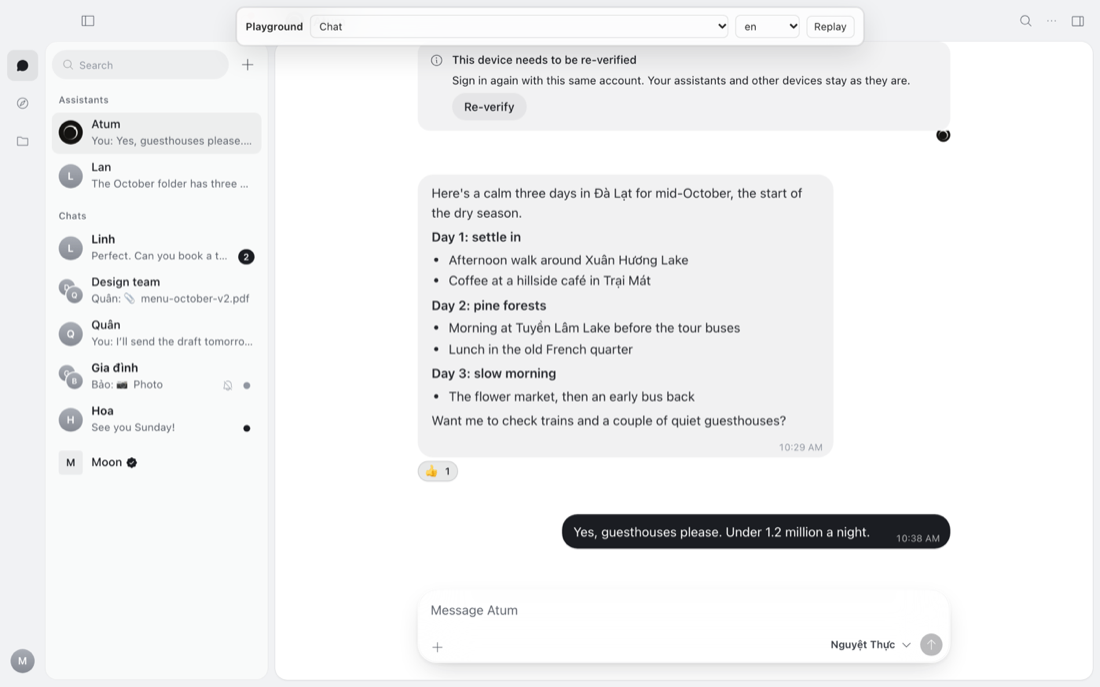 Playground
Chat
en
Replay
Search
Assistants
Atum
You: Yes, guesthouses please....
L
Lan
The October folder has three ...
Chats
L
Linh
Perfect. Can you book a t...
2
Q
Design team
Quân: 📎 menu-october-v2.pdf
Q
Quân
You: I'll send the draft tomorro...
B
Gia đình
Bảo: 📷 Photo
H
Hoa
See you Sunday!
M
Moon
M
This device needs to be re-verified
Sign in again with this same account. Your assistants and other devices stay as they are.
Re-verify
Here's a calm three days in Đà Lạt for mid-October, the start of
the dry season.
Day 1: settle in
• Afternoon walk around Xuân Hương Lake
• Coffee at a hillside café in Trại Mát
Day 2: pine forests
• Morning at Tuyền Lâm Lake before the tour buses
• Lunch in the old French quarter
Day 3: slow morning
• The flower market, then an early bus back
Want me to check trains and a couple of quiet guesthouses?
10:29 AM
👍 1
Yes, guesthouses please. Under 1.2 million a night.
10:38 AM
Message Atum
Nguyệt Thực